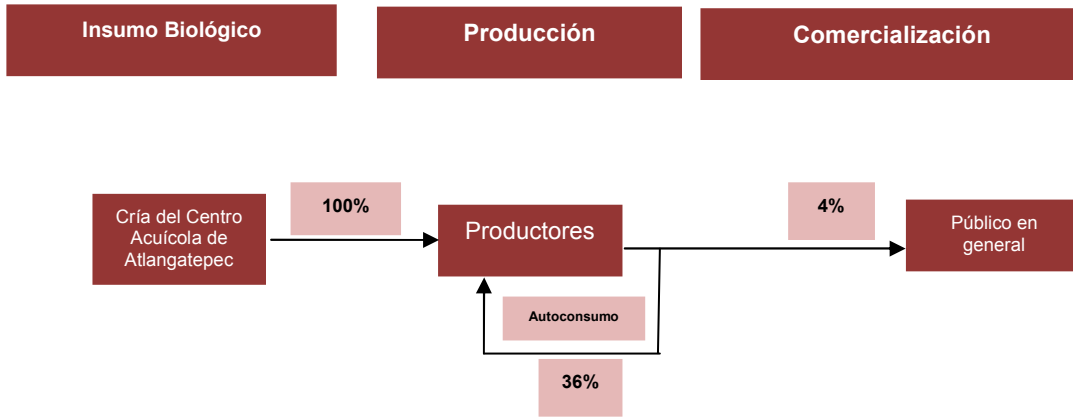 Insumo Biológico
Producción
Comercialización
Cría del Centro
Acuícola de
Atlangatepec
100%
Productores
4%
Público en
general
Autoconsumo
36%